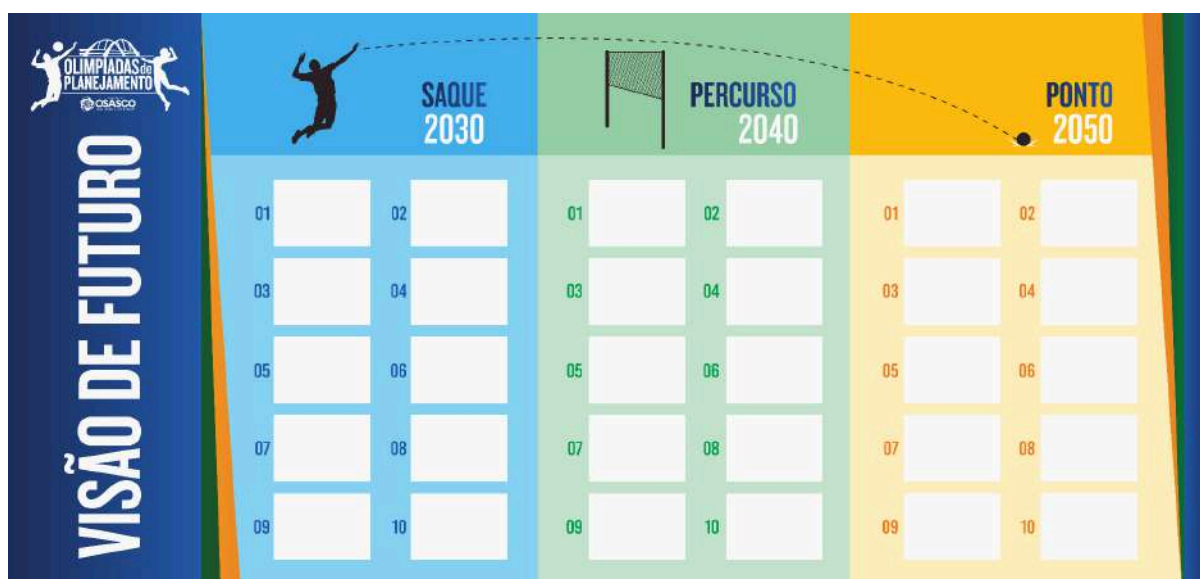 OLIMPÍADAS de
PLANEJAMENTO
OSASCO
VISÃO DE FUTURO
SAQUE
2030
01 02
03 04
05 06
07 08
09 10
PERCURSO
2040
01 02
03 04
05 06
07 08
09 10
PONTO
2050
01 02
03 04
05 06
07 08
09 10